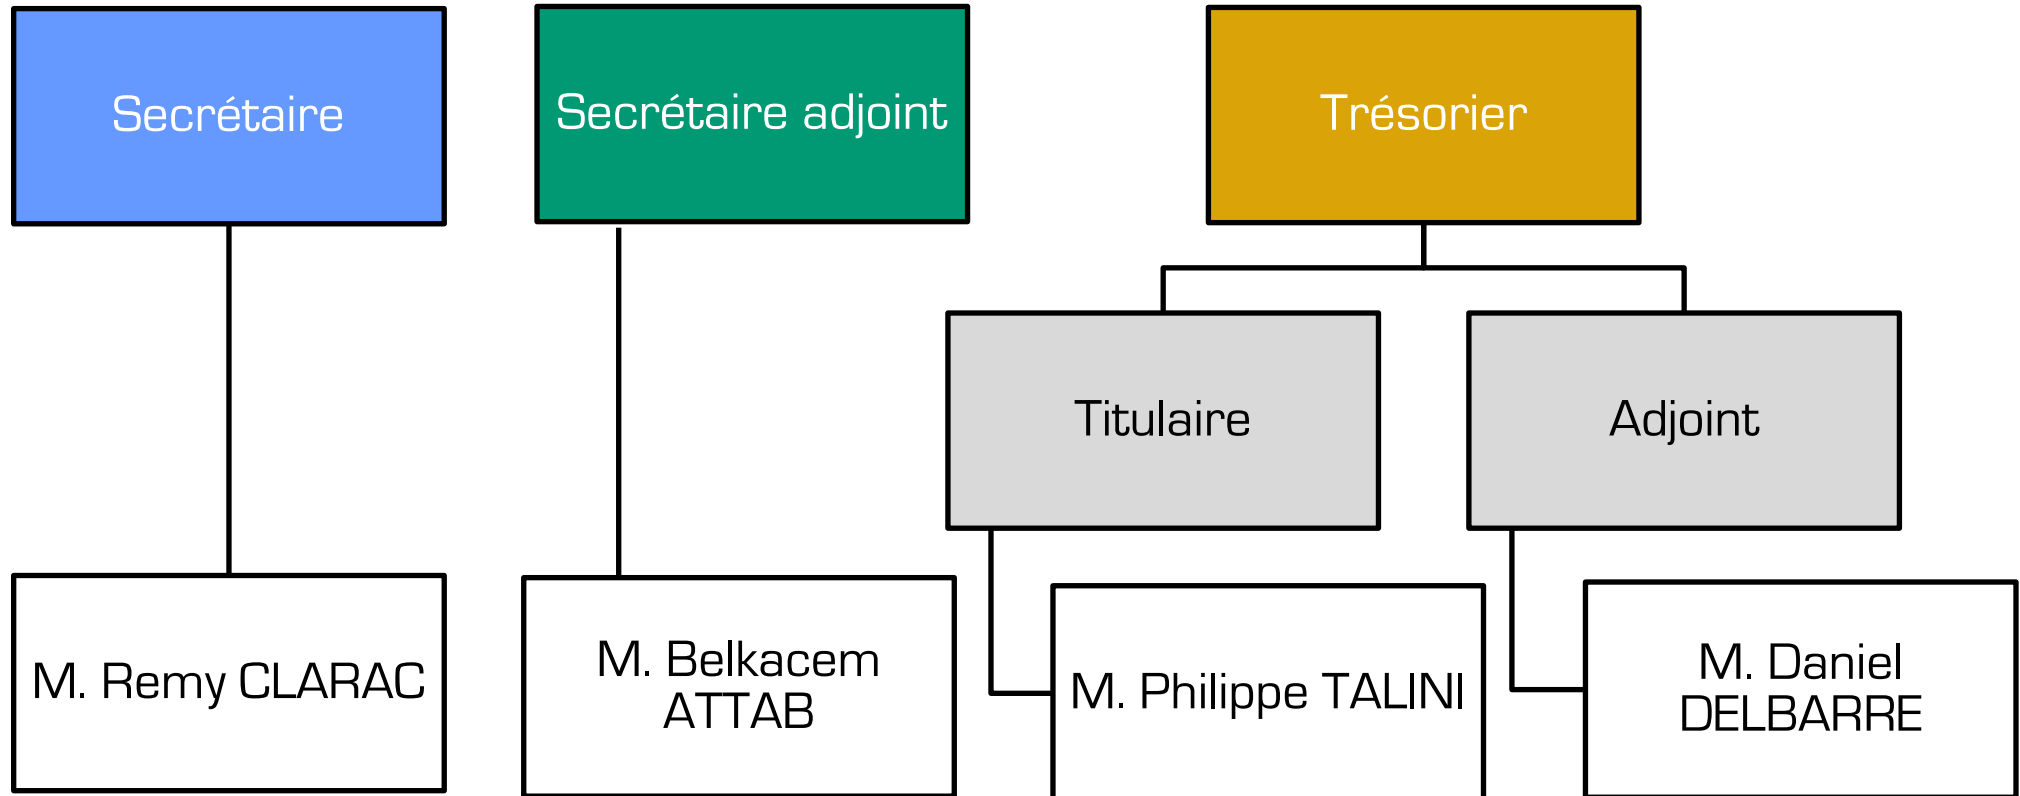 Secrétaire
Secrétaire adjoint
Trésorier
Titulaire
Adjoint
M. Remy CLARAC
M. Belkacem
ATTAB
M. Philippe TALINI
M. Daniel
DELBARRE